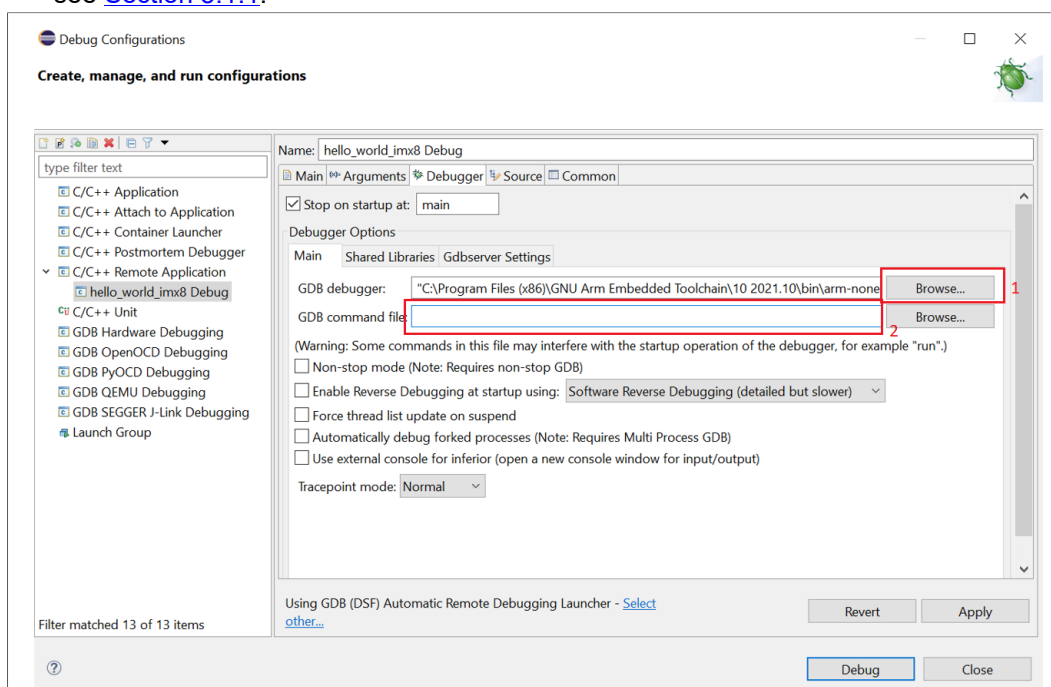 Debug Configurations
Create, manage, and run configurations
type filter text
C/C++ Application
C/C++ Attach to Application
C/C++ Container Launcher
C/C++ Postmortem Debugger
C/C++ Remote Application
hello_world_imx8 Debug
C/C++ Unit
GDB Hardware Debugging
GDB OpenOCD Debugging
GDB PyOCD Debugging
GDB QEMU Debugging
GDB SEGGER J-Link Debugging
Launch Group
Filter matched 13 of 13 items
Name: hello_world_imx8 Debug
Main Arguments Debugger Source Common
Stop on startup at: main
Debugger Options
Main Shared Libraries Gdbserver Settings
GDB debugger: "C:\Program Files (x86)\GNU Arm Embedded Toolchain\10 2021.10\bin\arm-none Browse... 1
GDB command file: Browse...
2
(Warning: Some commands in this file may interfere with the startup operation of the debugger, for example "run".)
Non-stop mode (Note: Requires non-stop GDB)
Enable Reverse Debugging at startup using: Software Reverse Debugging (detailed but slower)
Force thread list update on suspend
Automatically debug forked processes (Note: Requires Multi Process GDB)
Use external console for inferior (open a new console window for input/output)
Tracepoint mode: Normal
Using GDB (DSF) Automatic Remote Debugging Launcher - Select
other...
Revert Apply
Debug Close